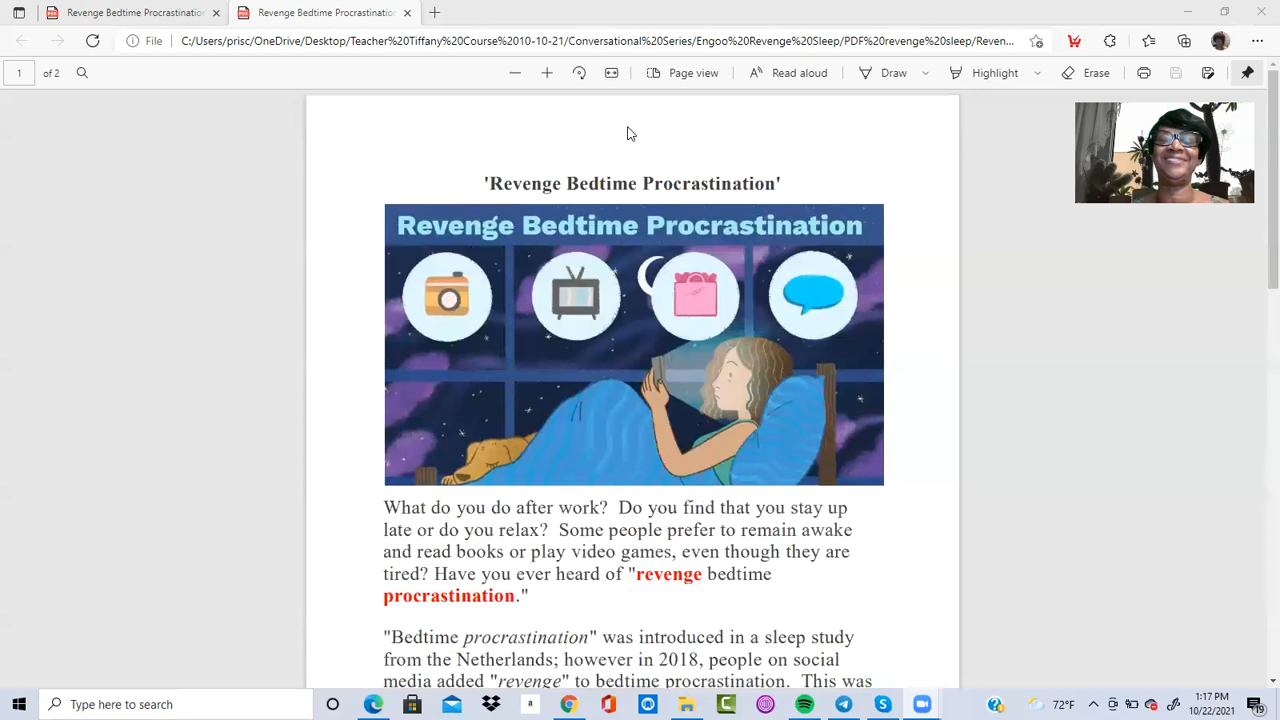 Revenge Bedtime Procrastination
Revenge Bedtime Procrastination
File
C:/Users/prisc/OneDrive/Desktop/Teacher%20Tiffany%20Course%2010-10-21/Conversational%20Series/Engoo%20Revenge%20Sleep/PDF%20revenge%20sleep/Reven...
1 of 2
Page view
Read aloud
Draw
Highlight
Erase
'Revenge Bedtime Procrastination'
Revenge Bedtime Procrastination
What do you do after work?  Do you find that you stay up
late or do you relax?  Some people prefer to remain awake
and read books or play video games, even though they are
tired? Have you ever heard of "revenge bedtime
procrastination."
"Bedtime procrastination" was introduced in a sleep study
from the Netherlands; however in 2018, people on social
media added "revenge" to bedtime procrastination.  This was
Type here to search
72°F
1:17 PM
10/22/2021
19